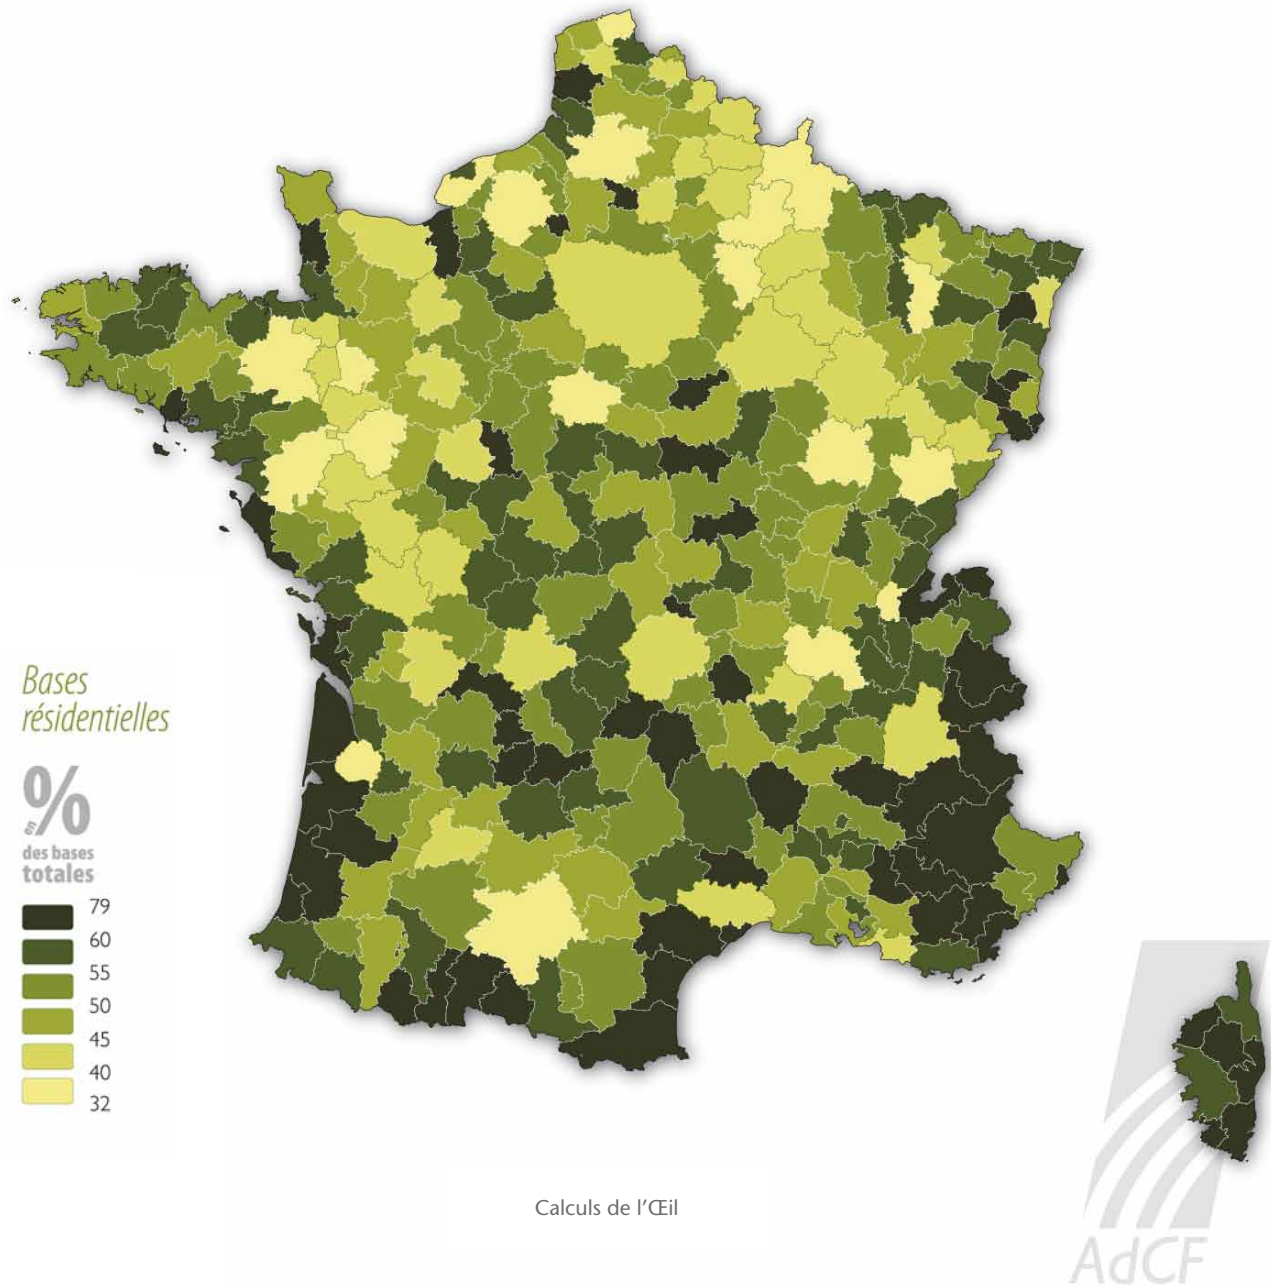 Bases
résidentielles
%
des bases
totales
79
60
55
50
45
40
32
Calculs de l'Œil
AdCF